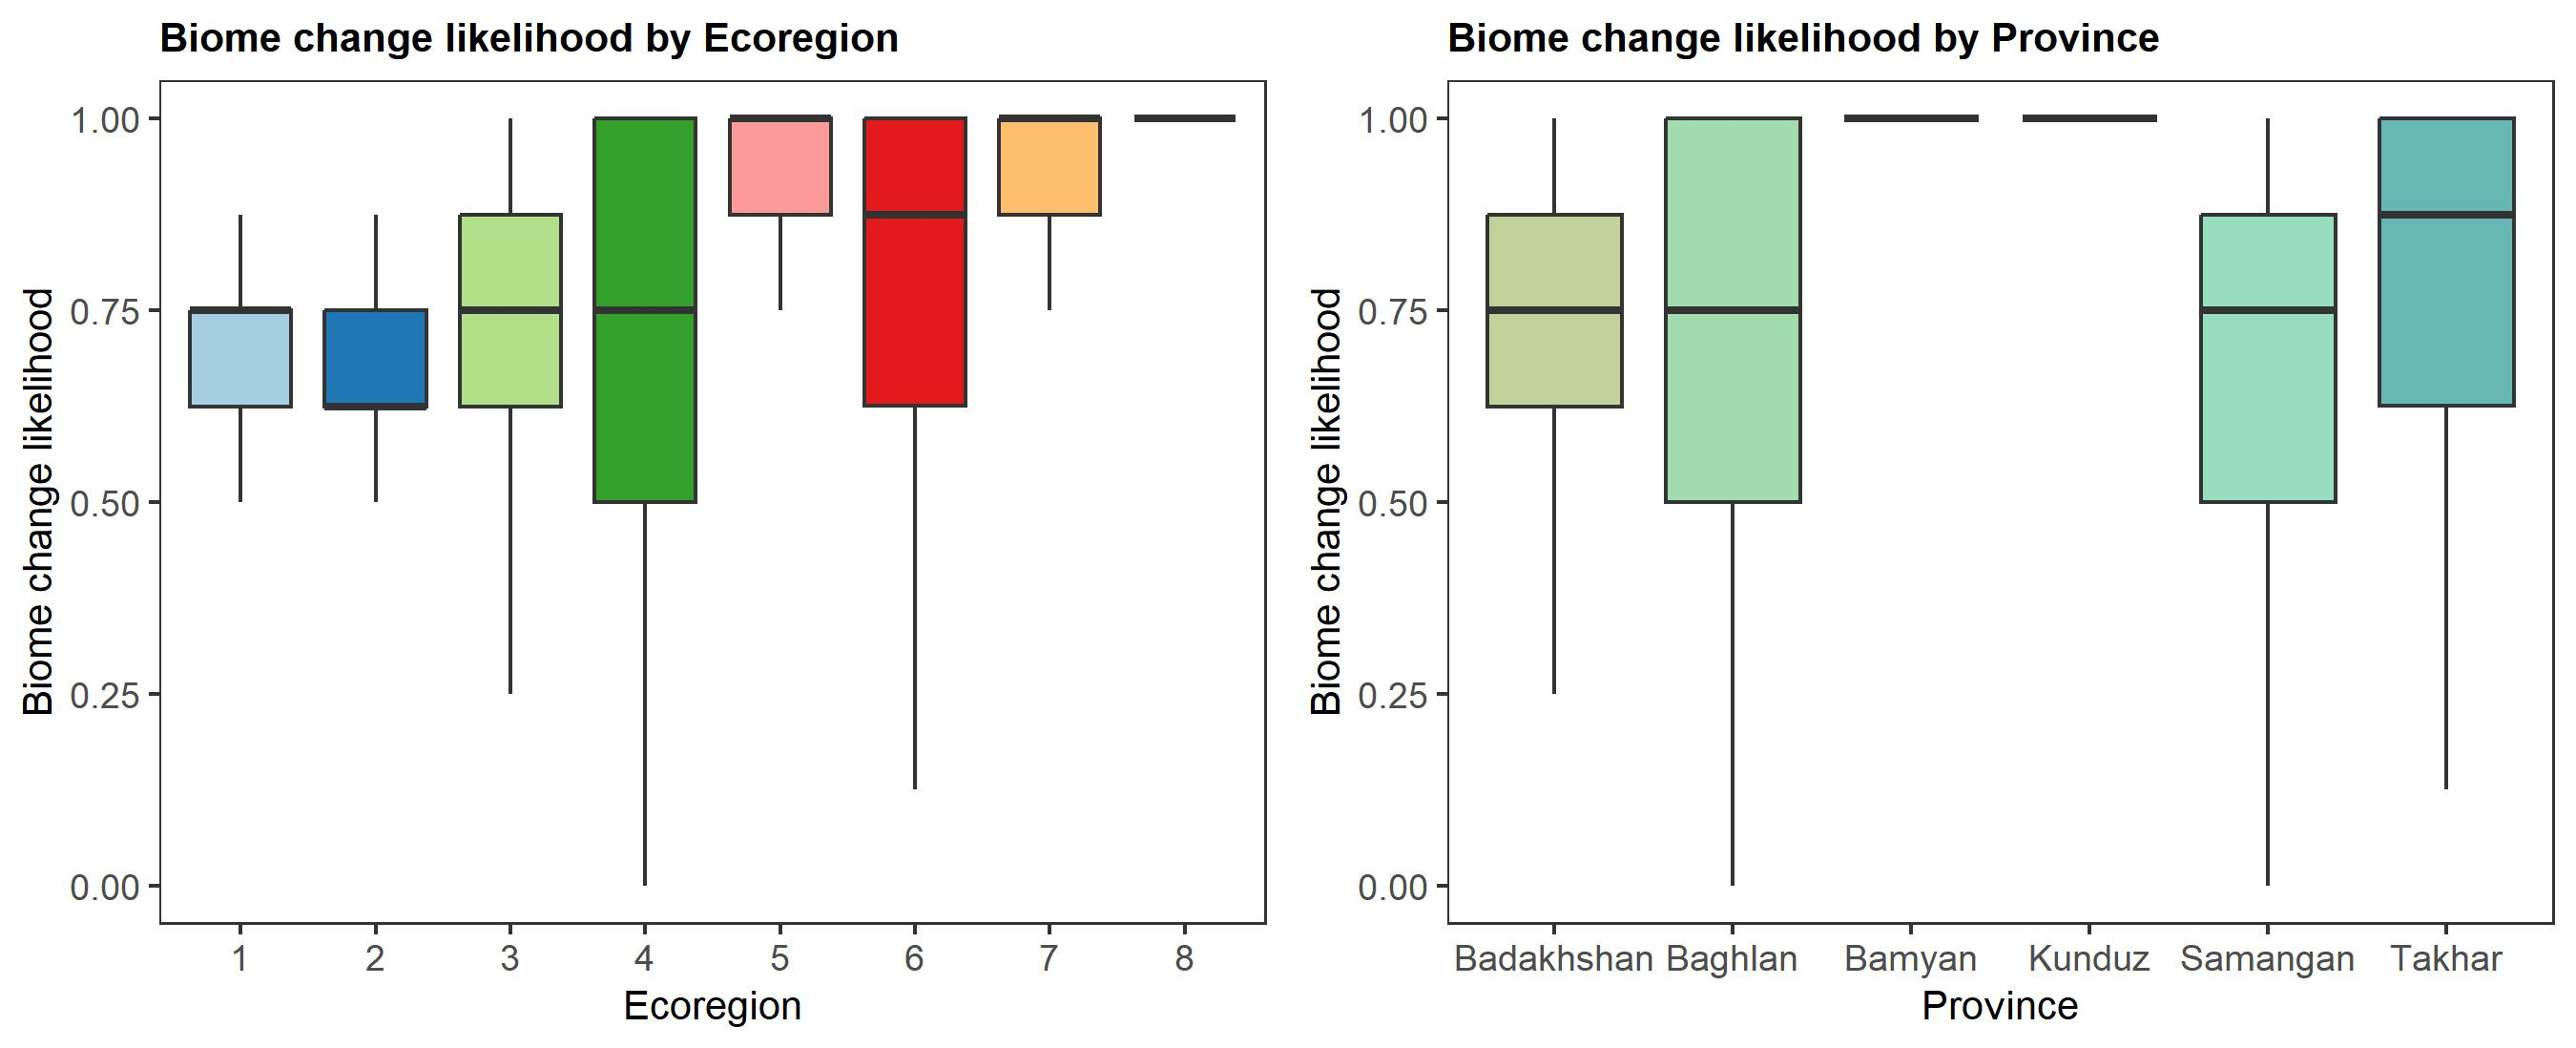 Biome change likelihood by Ecoregion
Biome change likelihood
1.00
0.75
0.50
0.25
0.00
1 2 3 4 5 6 7 8
Ecoregion
Biome change likelihood by Province
Biome change likelihood
1.00
0.75
0.50
0.25
0.00
Badakhshan Baghlan Bamyan Kunduz Samangan Takhar
Province